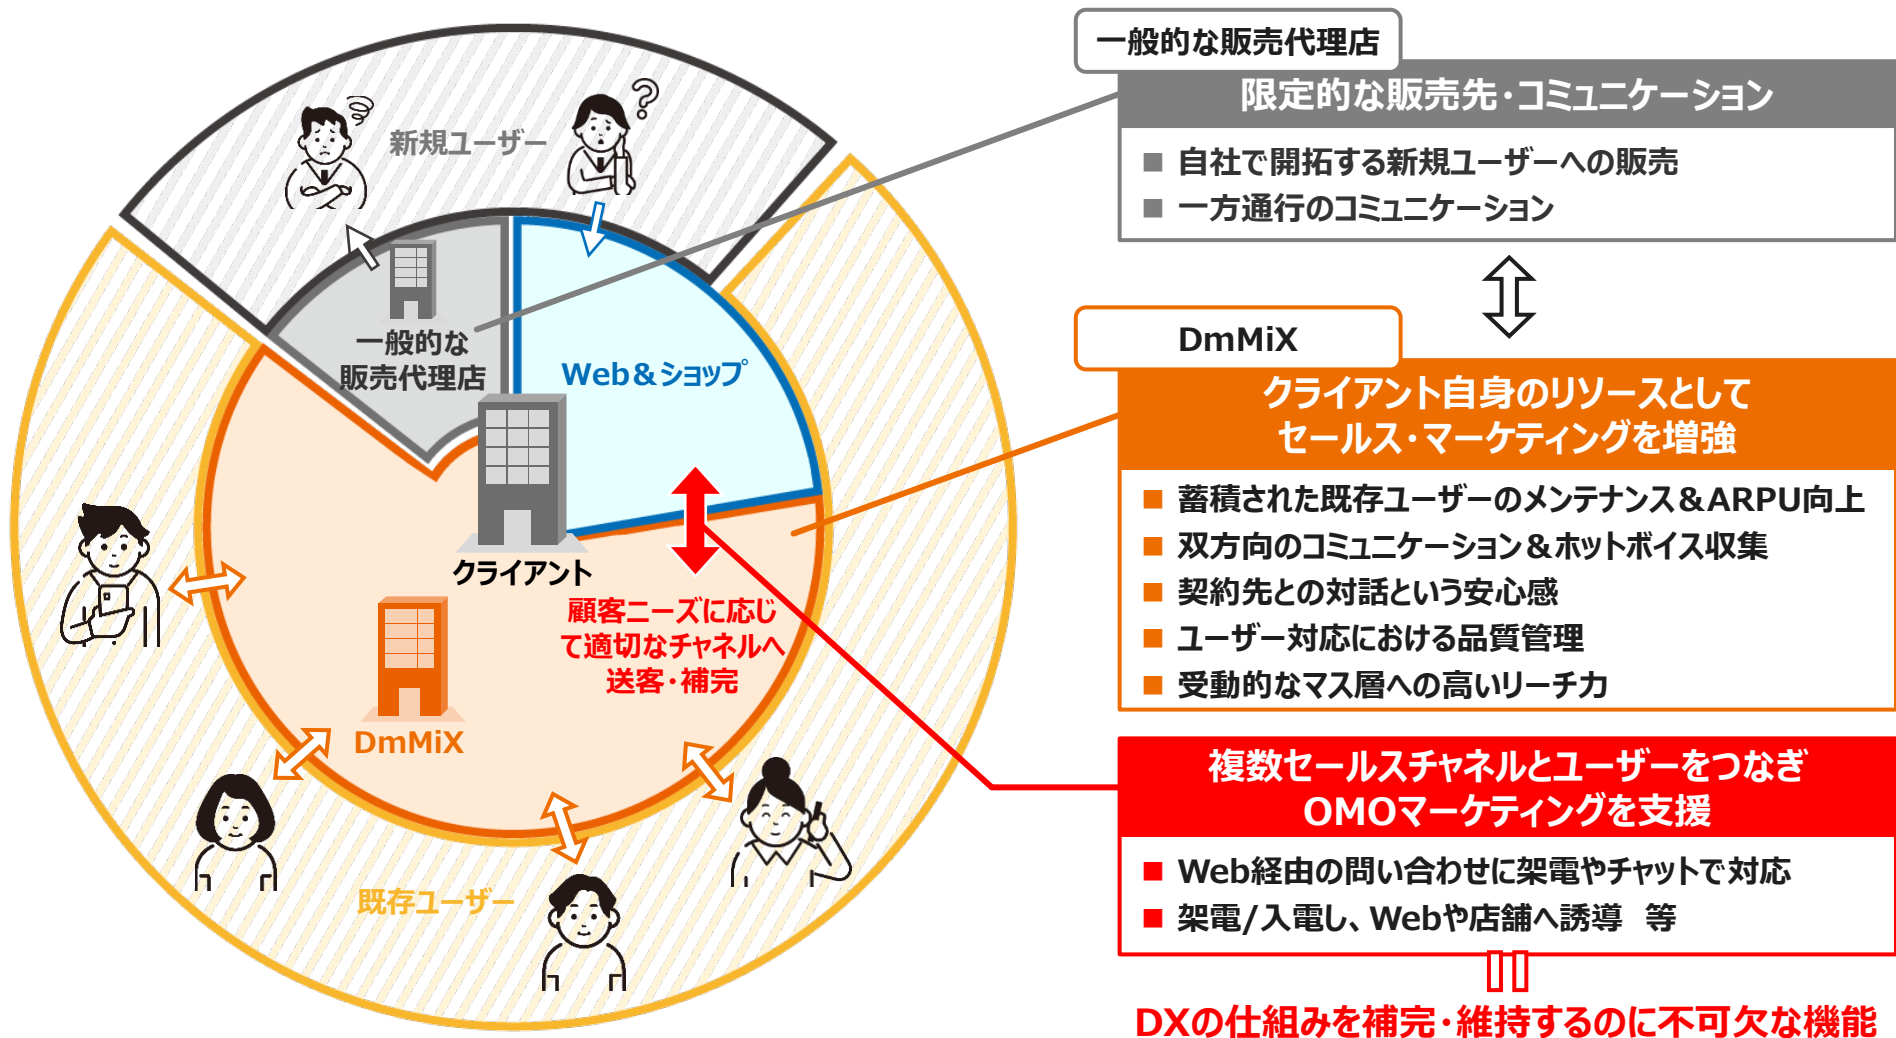 新規ユーザー
一般的な
販売代理店
Web&ショップ
クライアント
顧客ニーズに応じ
て適切なチャネルへ
送客・補完
DmMiX
既存ユーザー
一般的な販売代理店
限定的な販売先・コミュニケーション
■ 自社で開拓する新規ユーザーへの販売
■ 一方通行のコミュニケーション
DmMiX
クライアント自身のリソースとして
セールス・マーケティングを増強
■ 蓄積された既存ユーザーのメンテナンス&ARPU向上
■ 双方向のコミュニケーション&ホットボイス収集
■ 契約先との対話という安心感
■ ユーザー対応における品質管理
■ 受動的なマス層への高いリーチ力
複数セールスチャネルとユーザーをつなぎ
OMOマーケティングを支援
■ Web経由の問い合わせに架電やチャットで対応
■ 架電/入電し、Webや店舗へ誘導 等
DXの仕組みを補完・維持するのに不可欠な機能